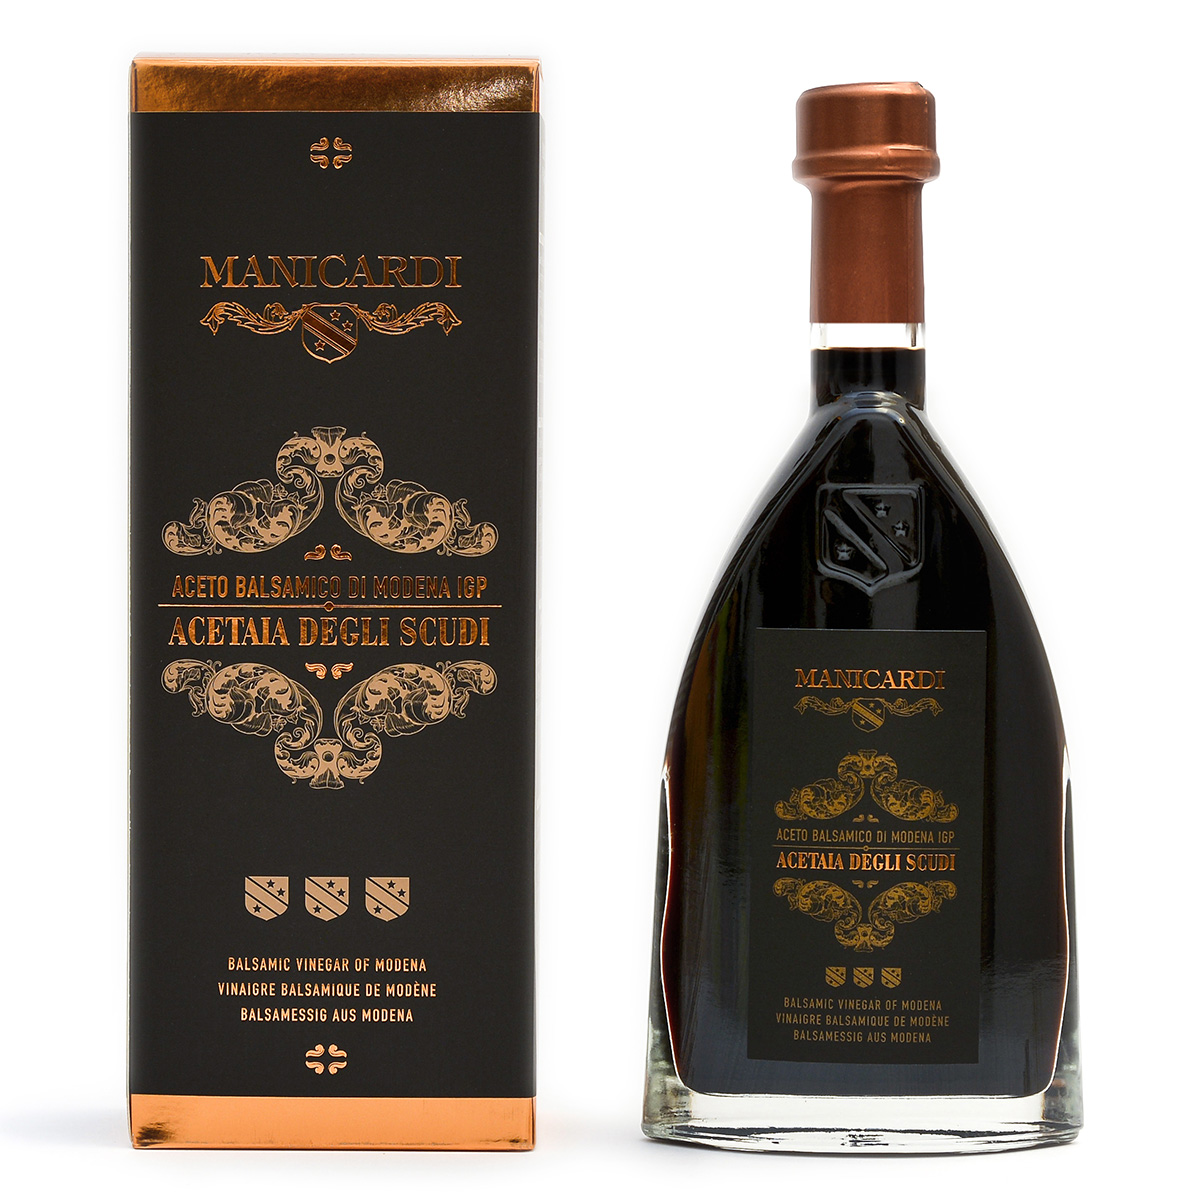 MANICARDI
ACETO BALSAMICO DI MODENA IGP
ACETAIA DEGLI SCUDI
BALSAMIC VINEGAR OF MODENA
VINAIGRE BALSAMIQUE DE MODÈNE
BALSAMESSIG AUS MODENA
MANICARDI
ACETO BALSAMICO DI MODENA IGP
ACETAIA DEGLI SCUDI
BALSAMIC VINEGAR OF MODENA
VINAIGRE BALSAMIQUE DE MODÈNE
BALSAMESSIG AUS MODENA